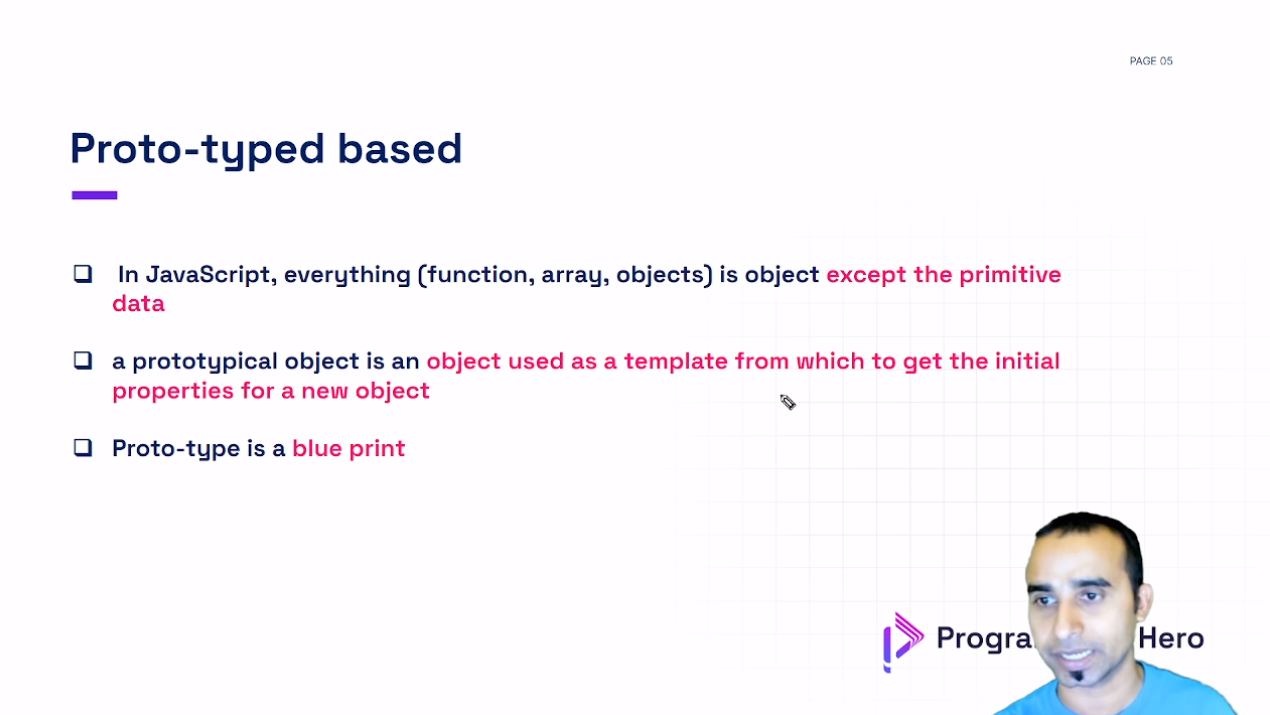 PAGE 05
Proto-typed based
In JavaScript, everything (function, array, objects) is object except the primitive
data
a prototypical object is an object used as a template from which to get the initial
properties for a new object
Proto-type is a blue print
Hero